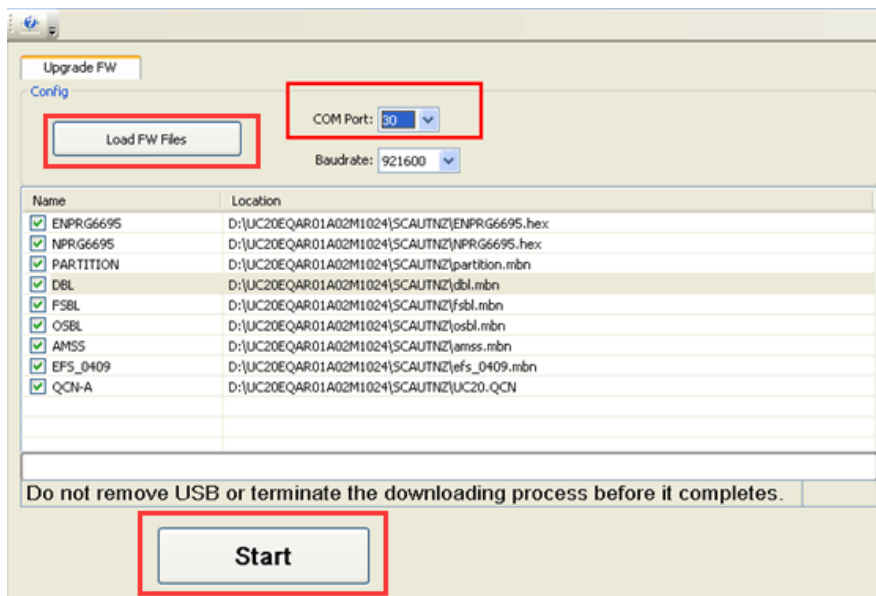 Upgrade FW
Config
Load FW Files
COM Port: 30
Baudrate: 921600
Name Location
ENPRG6695 D:\UC20EQAR01A02M1024\SCAUTNZ\ENPRG6695.hex
NPRG6695 D:\UC20EQAR01A02M1024\SCAUTNZ\NPRG6695.hex
PARTITION D:\UC20EQAR01A02M1024\SCAUTNZ\partition.mbn
DBL D:\UC20EQAR01A02M1024\SCAUTNZ\dbl.mbn
FSBL D:\UC20EQAR01A02M1024\SCAUTNZ\fsbl.mbn
OSBL D:\UC20EQAR01A02M1024\SCAUTNZ\osbl.mbn
AMSS D:\UC20EQAR01A02M1024\SCAUTNZ\amss.mbn
EFS_0409 D:\UC20EQAR01A02M1024\SCAUTNZ\efs_0409.mbn
QCN-A D:\UC20EQAR01A02M1024\SCAUTNZ\UC20.QCN
Do not remove USB or terminate the downloading process before it completes.
Start